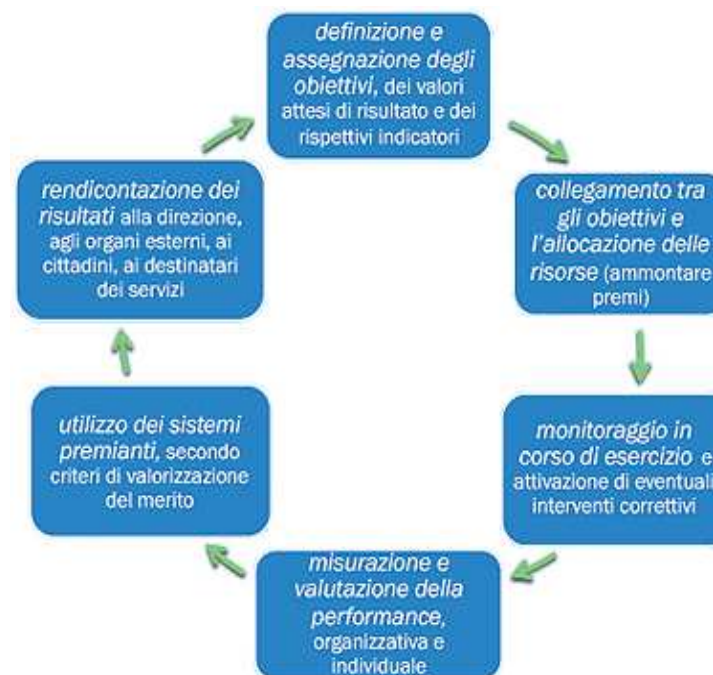 definizione e
assegnazione degli
obiettivi, dei valori
attesi di risultato e dei
rispettivi indicatori
collegamento tra
gli obiettivi e
l'allocazione delle
risorse (ammontare
premi)
monitoraggio in
corso di esercizio e
attivazione di eventuali
interventi correttivi
misurazione e
valutazione della
performance,
organizzativa e
individuale
utilizzo dei sistemi
premianti, secondo
criteri di valorizzazione
del merito
rendicontazione dei
risultati alla direzione,
agli organi esterni, ai
cittadini, ai destinatari
dei servizi